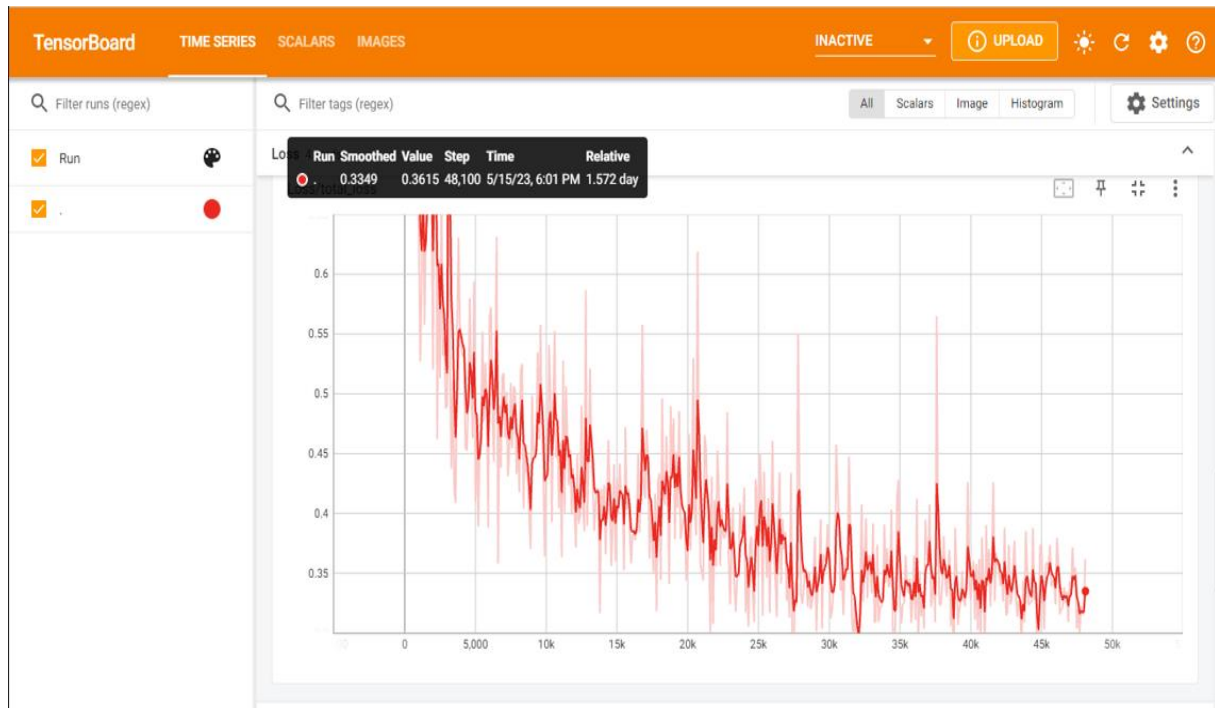 TensorBoard TIME SERIES SCALARS IMAGES INACTIVE UPLOAD
Filter runs (regex)
Filter tags (regex) All Scalars Image Histogram Settings
Run
.
Run Smoothed Value Step Time Relative
. 0.3349 0.3615 48,100 5/15/23, 6:01 PM 1.572 day
Loss/total_loss
0.6
0.55
0.5
0.45
0.4
0.35
0 5,000 10k 15k 20k 25k 30k 35k 40k 45k 50k